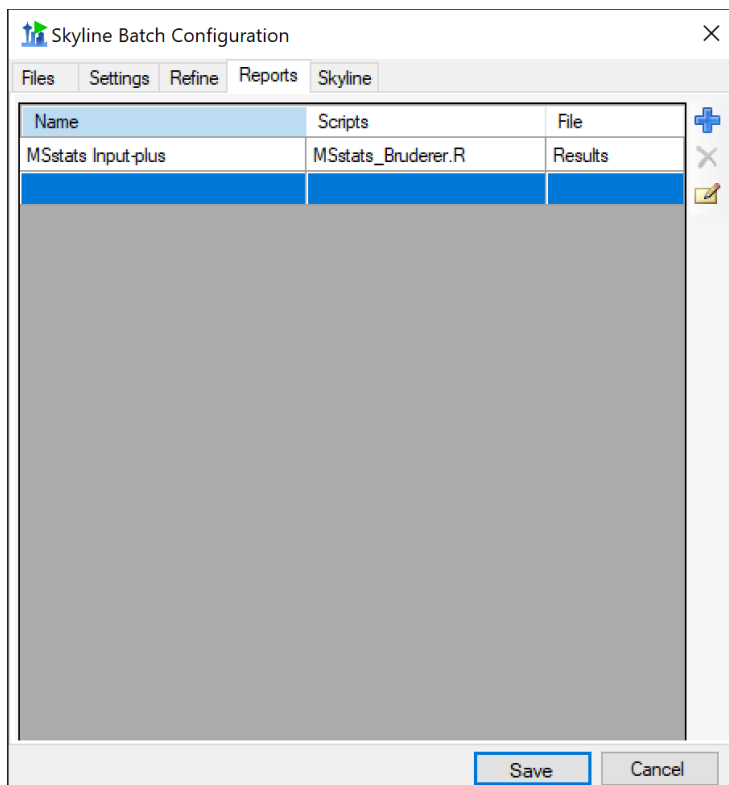 Skyline Batch Configuration
Files Settings Refine Reports Skyline
Name Scripts File
MSstats Input-plus MSstats_Bruderer.R Results
Save Cancel